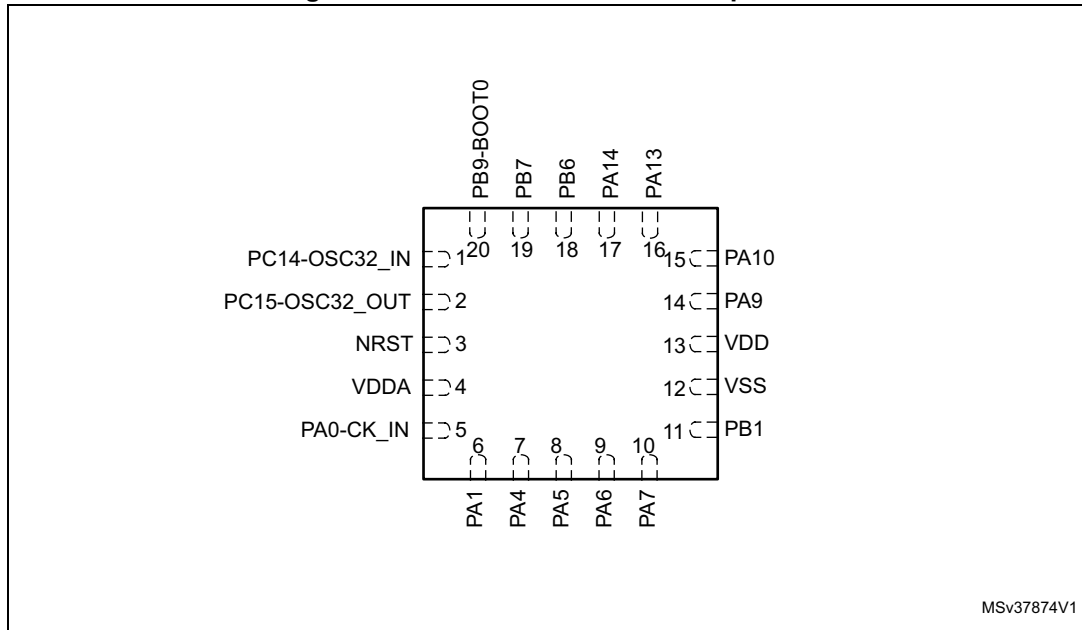 PB9-BOOT0
PB7
PB6
PA14
PA13
20
19
18
17
16
PC14-OSC32_IN
1
15
PA10
PC15-OSC32_OUT
2
14
PA9
NRST
3
13
VDD
VDDA
4
12
VSS
PA0-CK_IN
5
11
PB1
6
7
8
9
10
PA1
PA4
PA5
PA6
PA7
MSv37874V1